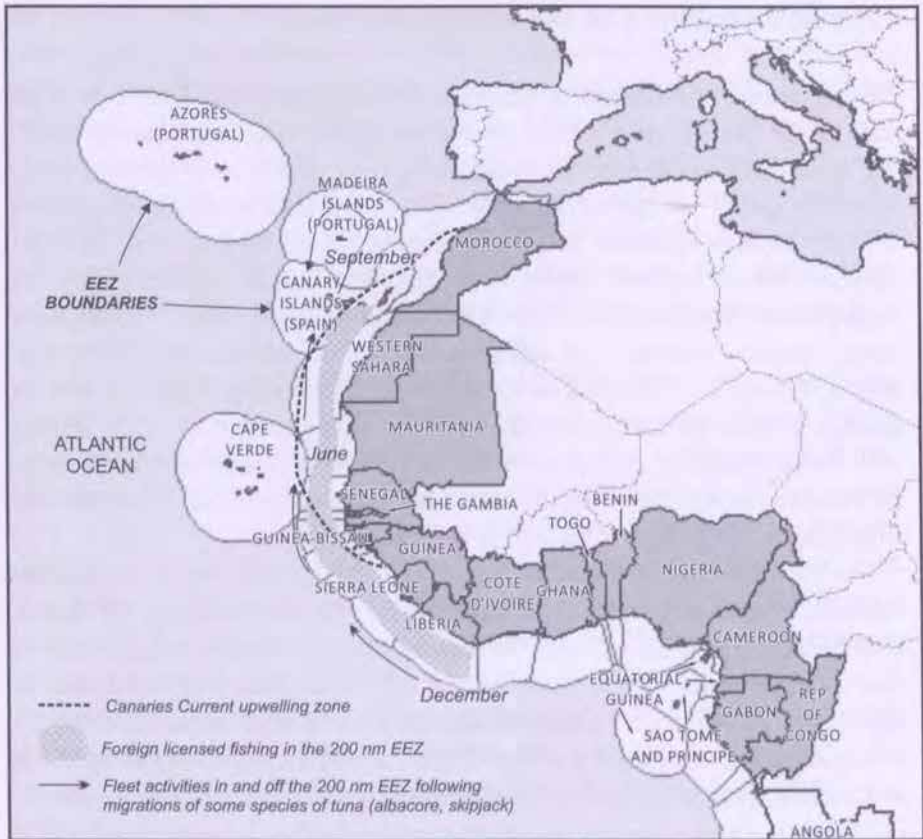 AZORES
(PORTUGAL)
MADEIRA
ISLANDS
(PORTUGAL)
MOROCCO
September
EEZ
BOUNDARIES
CANARY
ISLANDS
(SPAIN)
WESTERN
SAHARA
MAURITANIA
CAPE
VERDE
ATLANTIC
OCEAN
June
SENEGAL
THE GAMBIA
BENIN
TOGO
GUINEA-BISSAU
GUINEA
NIGERIA
SIERRA LEONE
COTE
D'IVOIRE
GHANA
LIBERIA
CAMEROON
December
EQUATORIAL
GUINEA
REP
OF
CONGO
GABON
SAO TOME
AND PRINCIPE
ANGOLA
Canaries Current upwelling zone
Foreign licensed fishing in the 200 nm EEZ
Fleet activities in and off the 200 nm EEZ following
migrations of some species of tuna (albacore, skipjack)